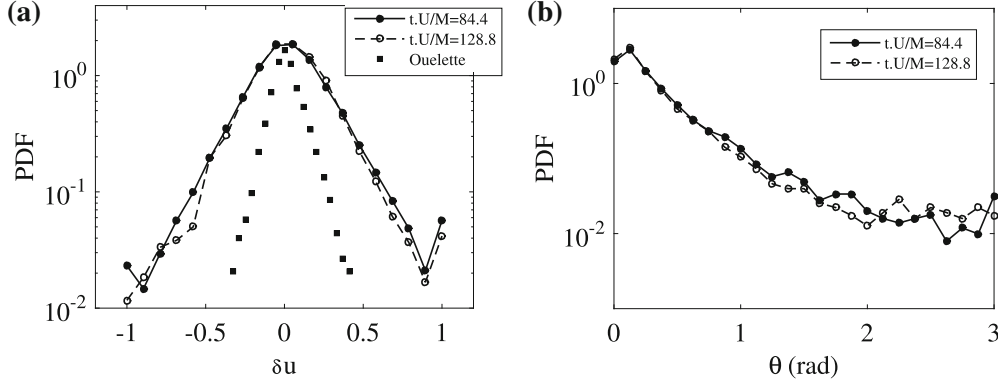 (a)
t.U/M=84.4
t.U/M=128.8
Ouelette
10^0
10^-1
10^-2
PDF
-1 -0.5 0 0.5 1
δu
(b)
t.U/M=84.4
t.U/M=128.8
10^0
10^-2
PDF
0 1 2 3
θ (rad)